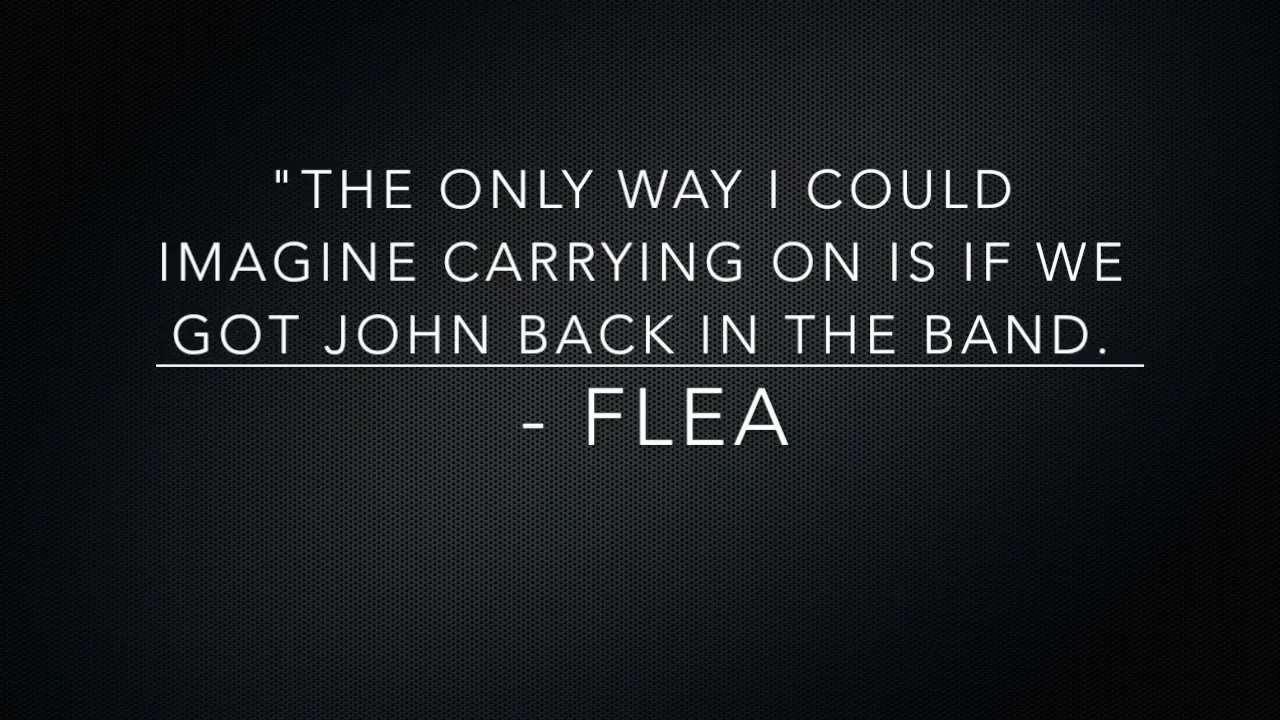 "THE ONLY WAY I COULD
IMAGINE CARRYING ON IS IF WE
GOT JOHN BACK IN THE BAND.
- FLEA